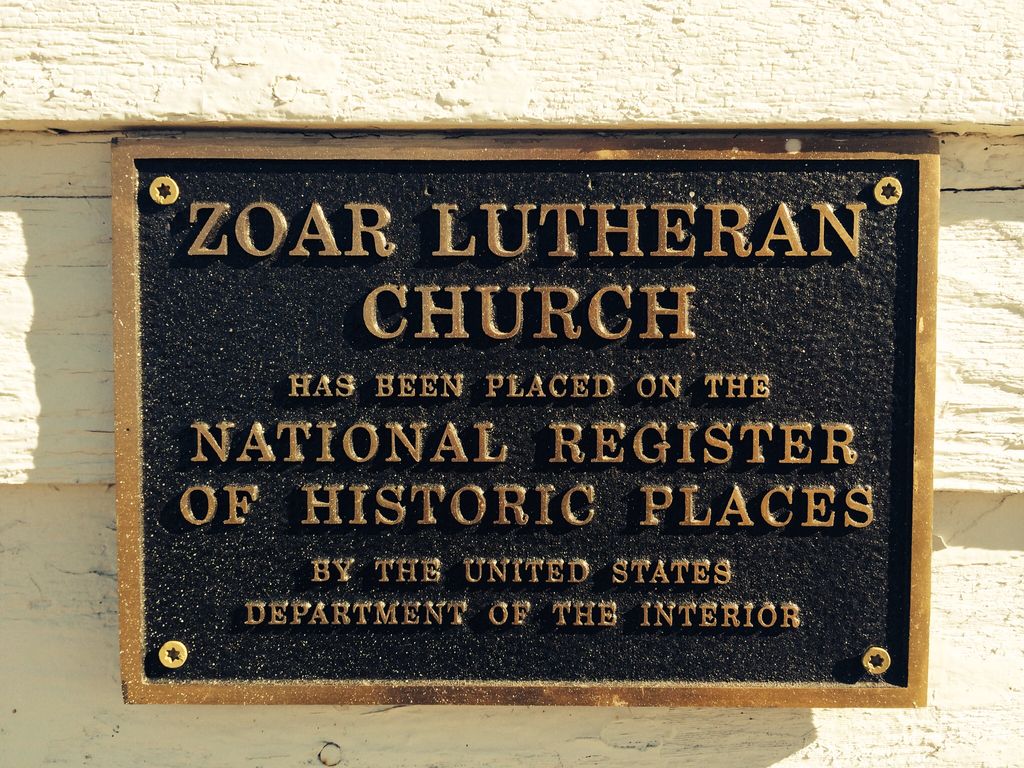 ZOAR LUTHERAN
CHURCH
HAS BEEN PLACED ON THE
NATIONAL REGISTER
OF HISTORIC PLACES
BY THE UNITED STATES
DEPARTMENT OF THE INTERIOR